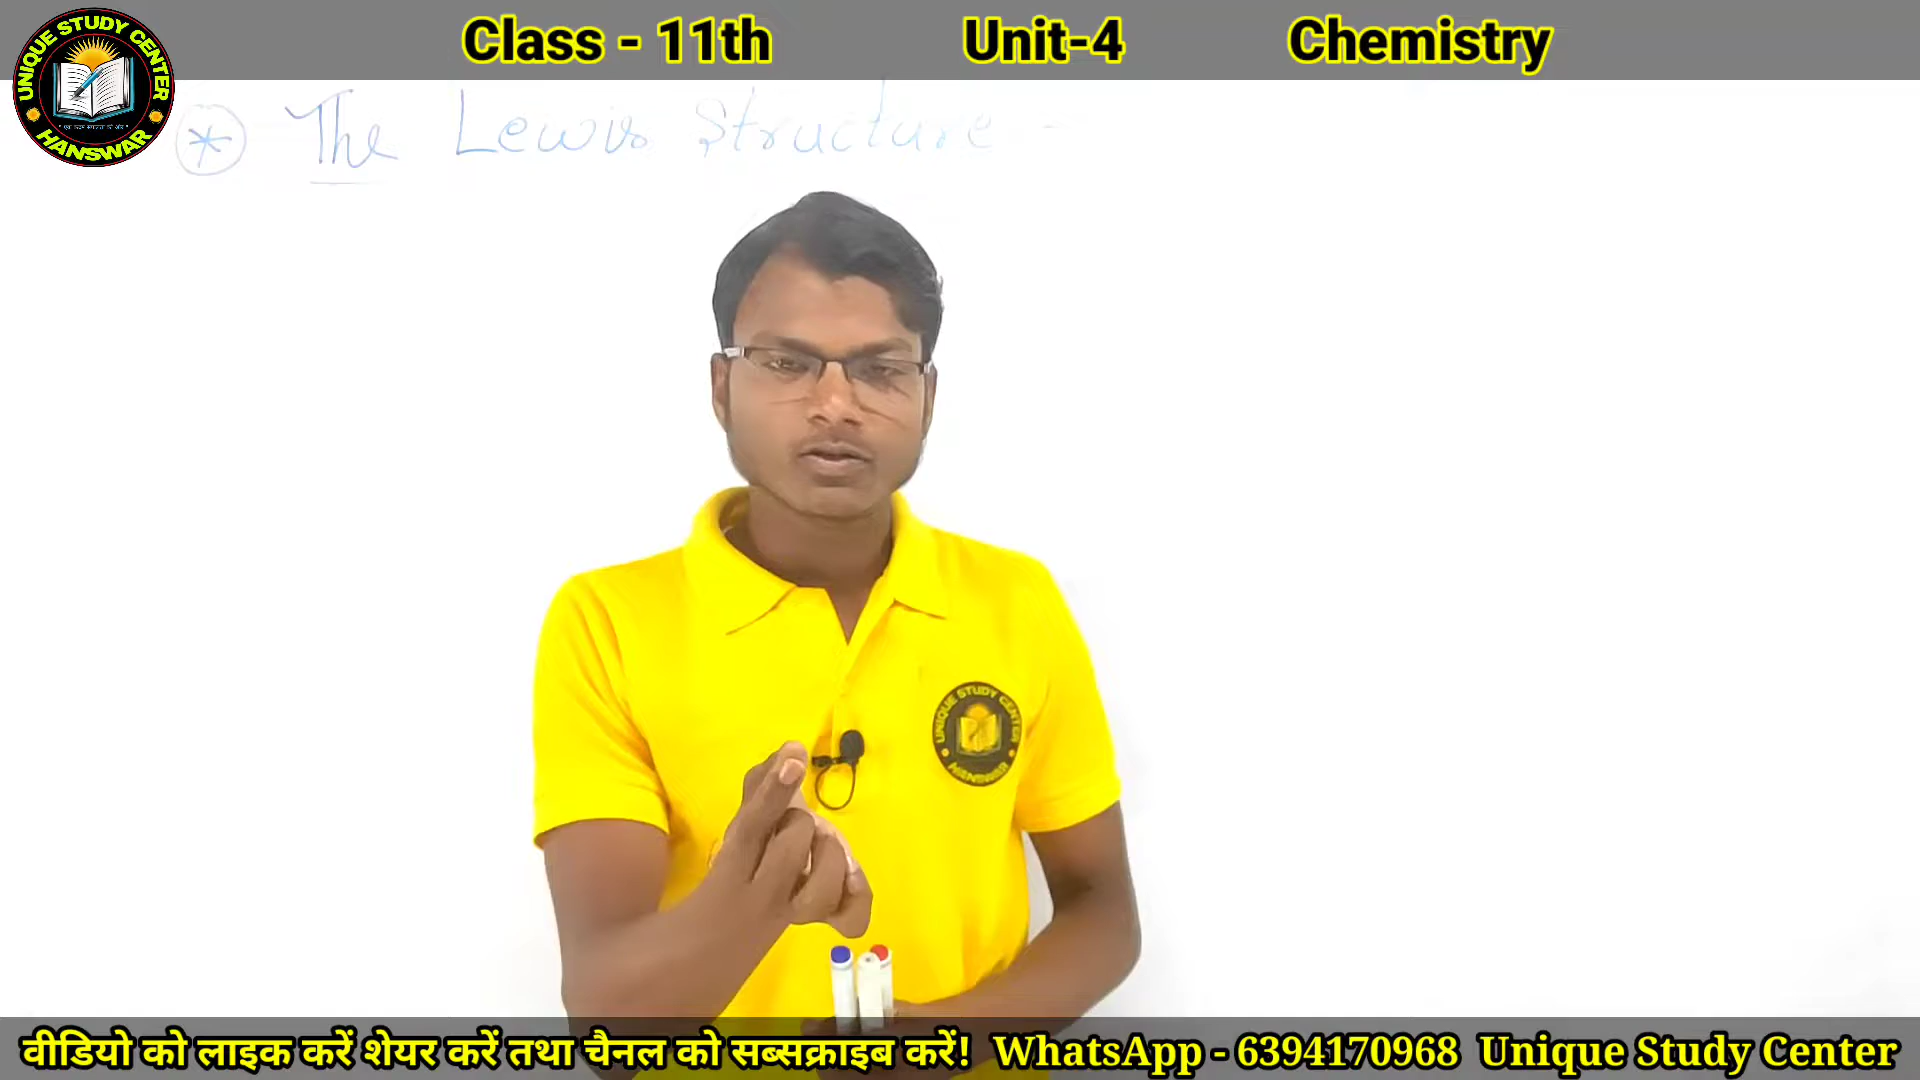 Class - 11th Unit-4 Chemistry
UNIQUE STUDY CENTER
HANSWAR
* The Lewis Structure -
UNIQUE STUDY CENTER
HANSWAR
वीडियो को लाइक करें शेयर करें तथा चैनल को सब्सक्राइब करें! WhatsApp - 6394170968 Unique Study Center